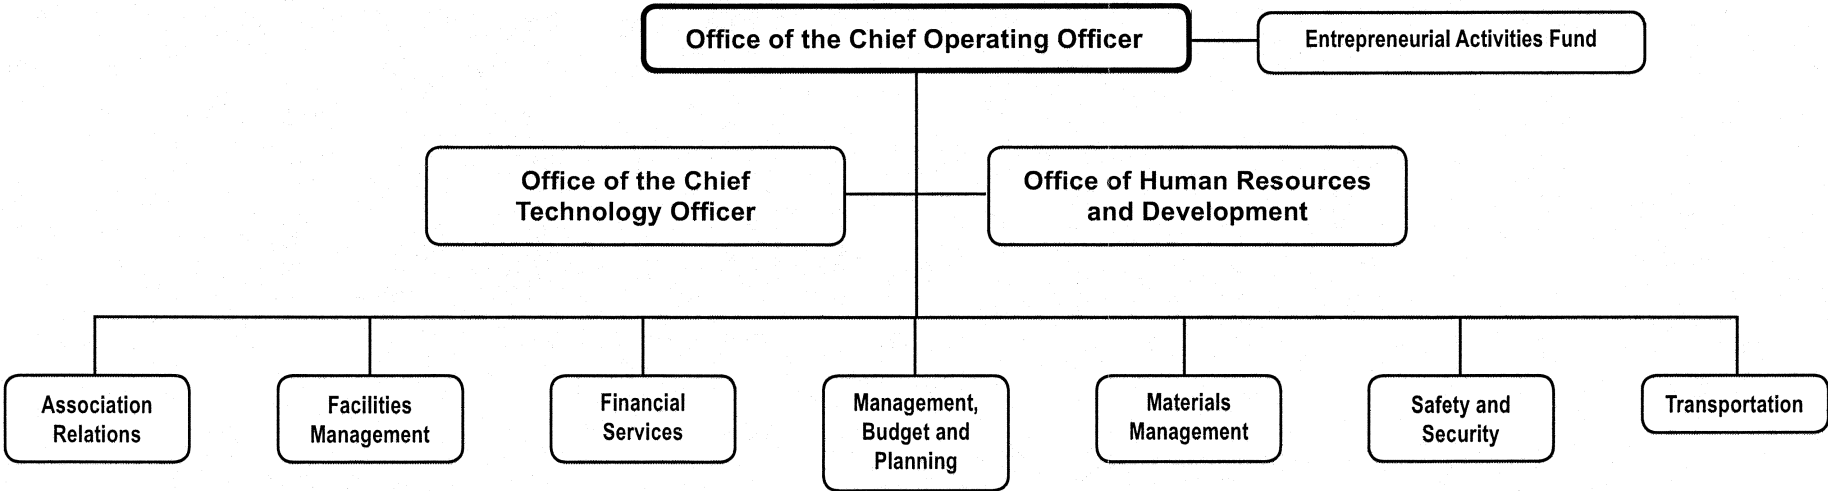 Office of the Chief Operating Officer
Entrepreneurial Activities Fund
Office of the Chief
Technology Officer
Office of Human Resources
and Development
Association
Relations
Facilities
Management
Financial
Services
Management,
Budget and
Planning
Materials
Management
Safety and
Security
Transportation